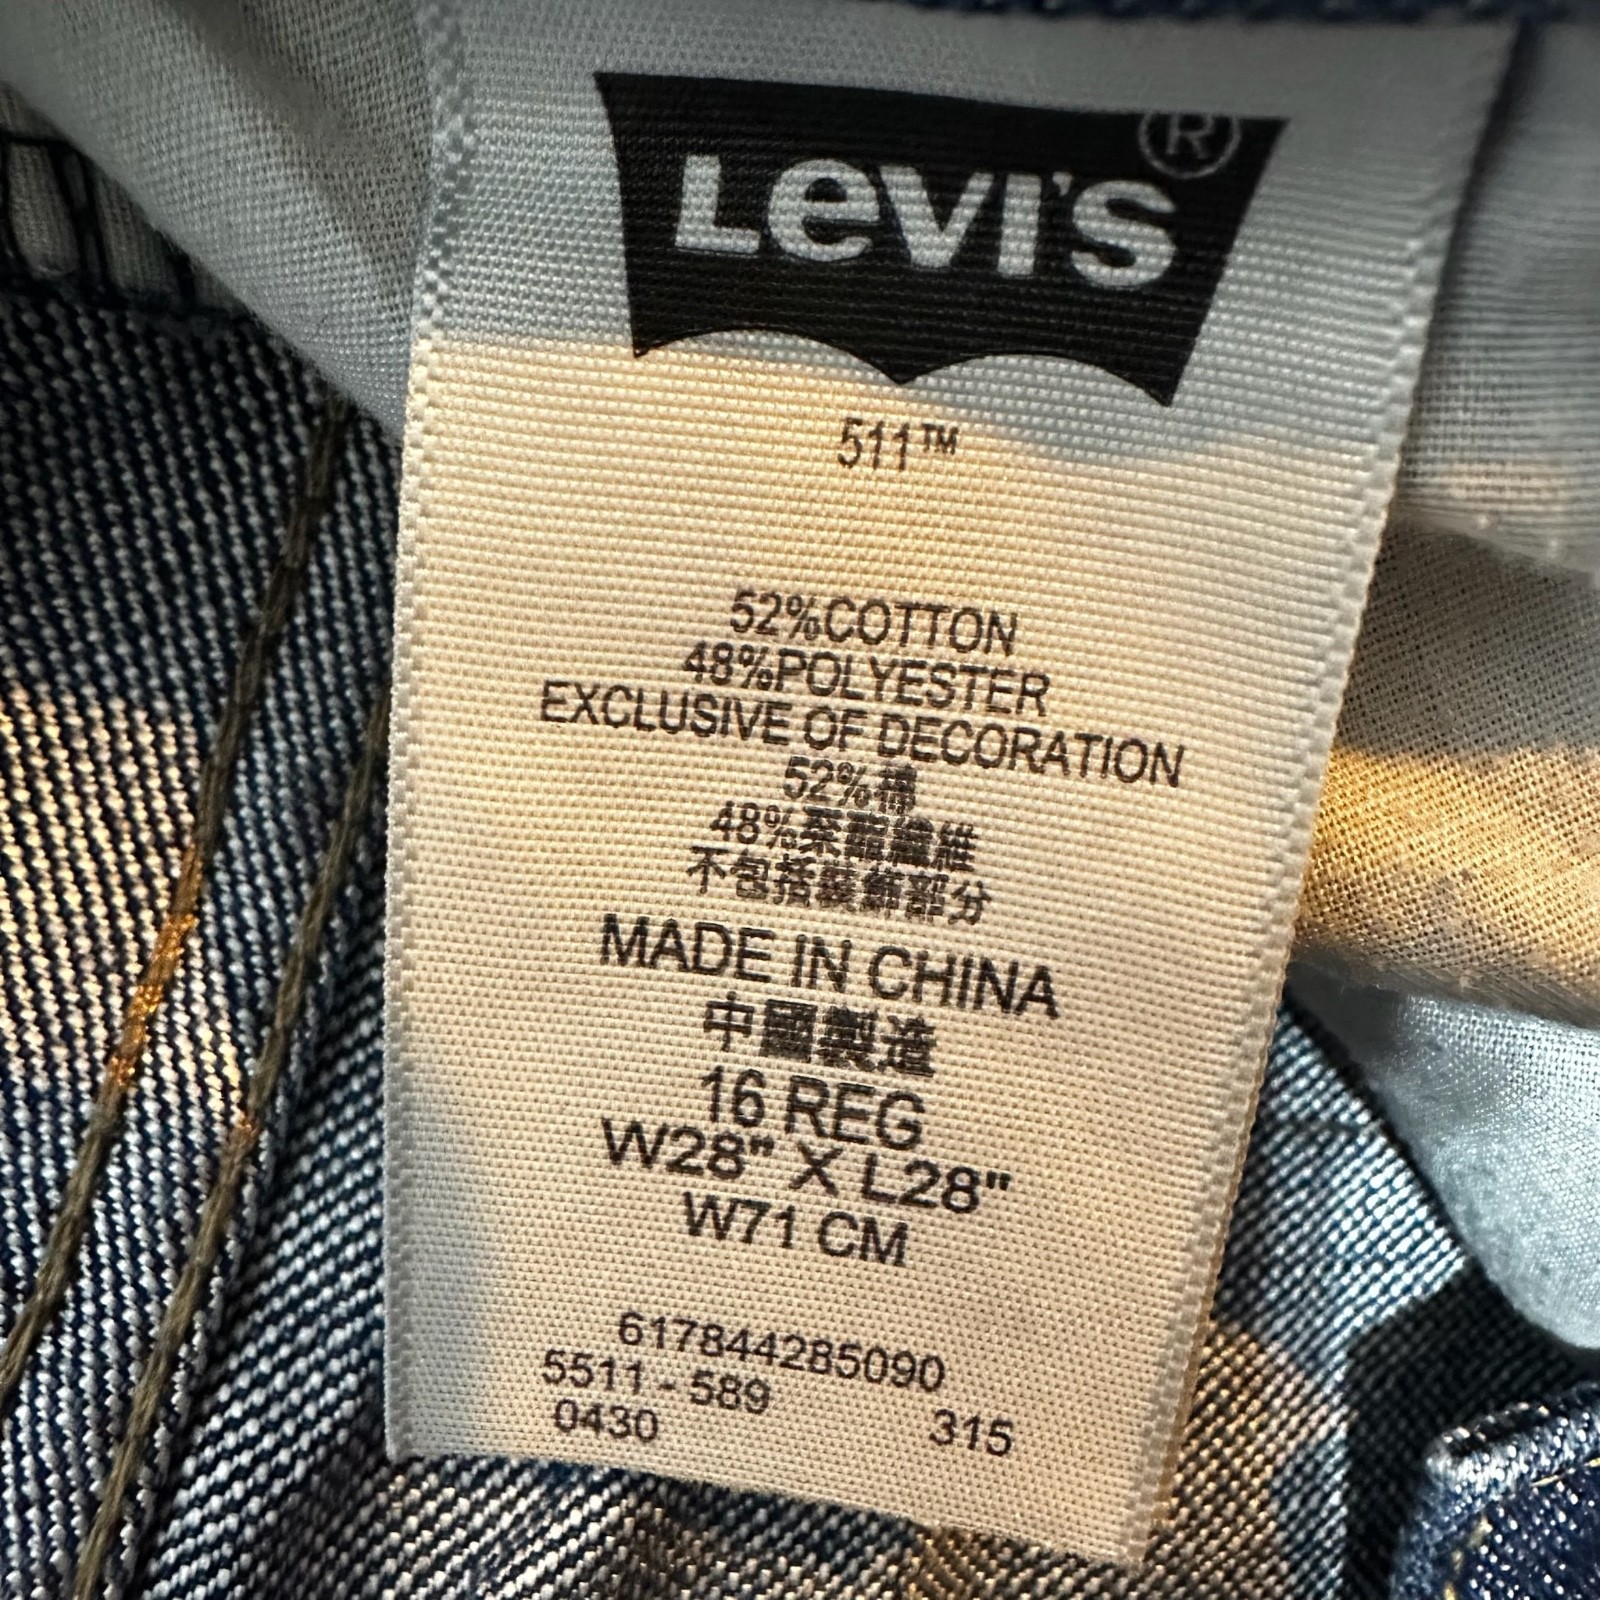 LEVI'S®
511™
52%COTTON
48%POLYESTER
EXCLUSIVE OF DECORATION
52%棉
48%聚酯纖維
不包括裝飾部分
MADE IN CHINA
中國製造
16 REG
W28" X L28"
W71 CM
617844285090
5511 - 589
0430 315